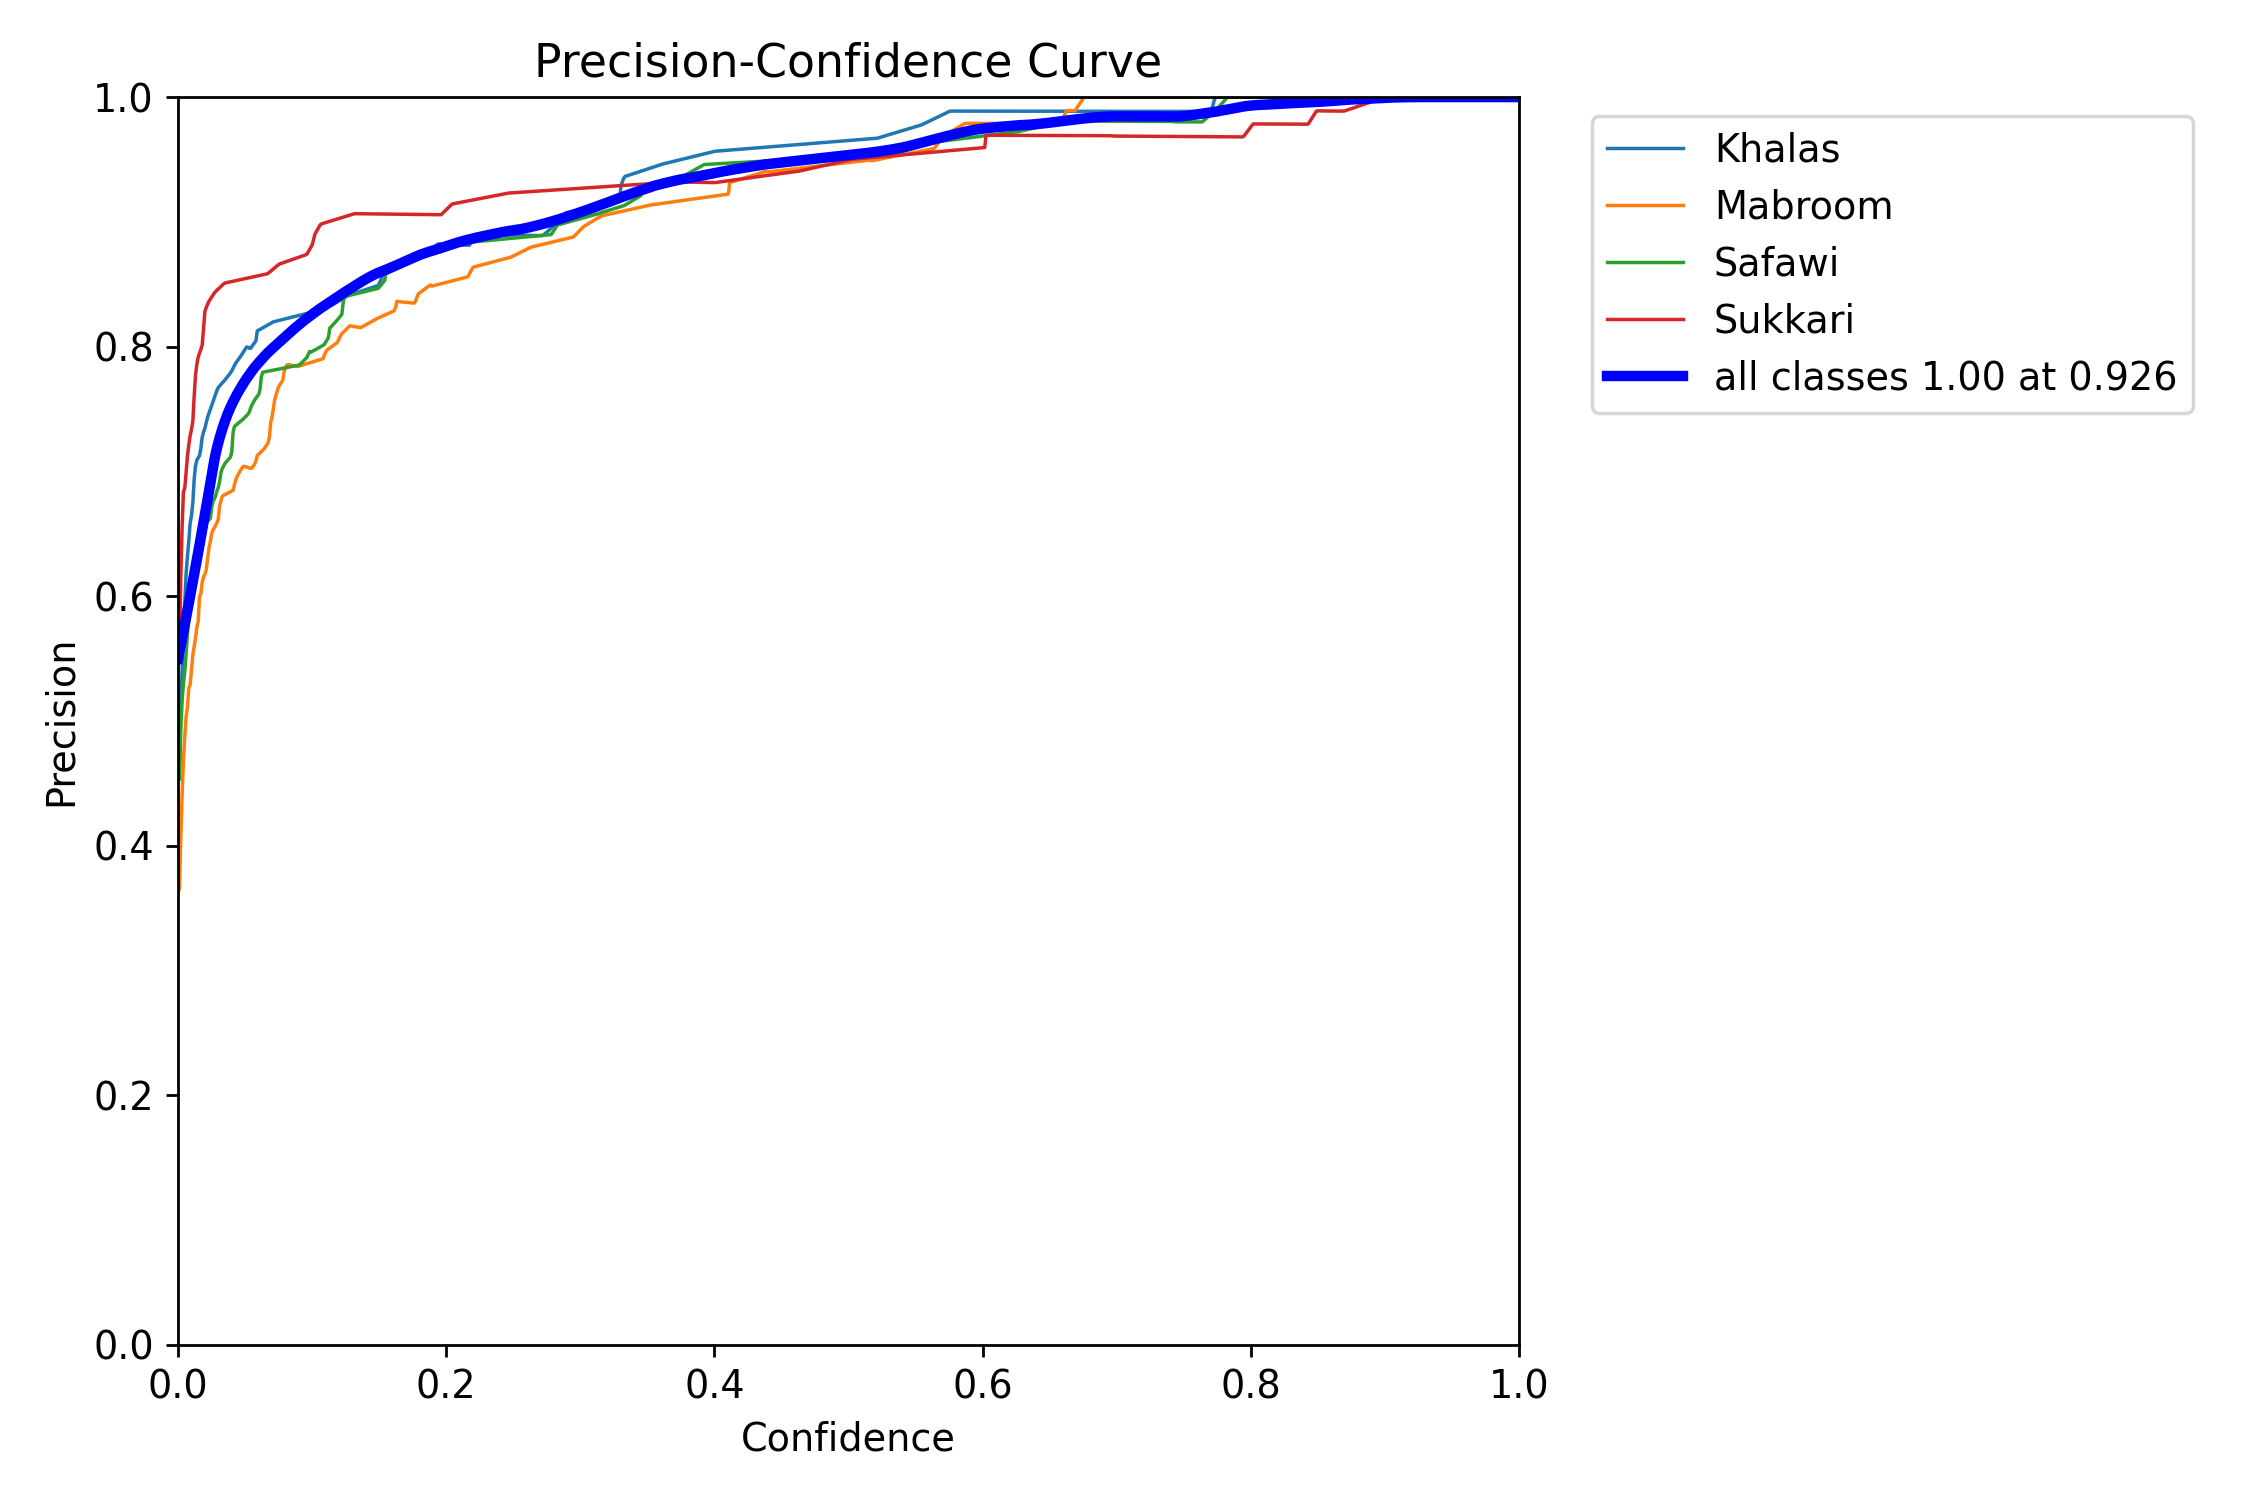 Precision-Confidence Curve
1.0
0.8
0.6
0.4
0.2
0.0
Precision
0.0 0.2 0.4 0.6 0.8 1.0
Confidence
Khalas
Mabroom
Safawi
Sukkari
all classes 1.00 at 0.926